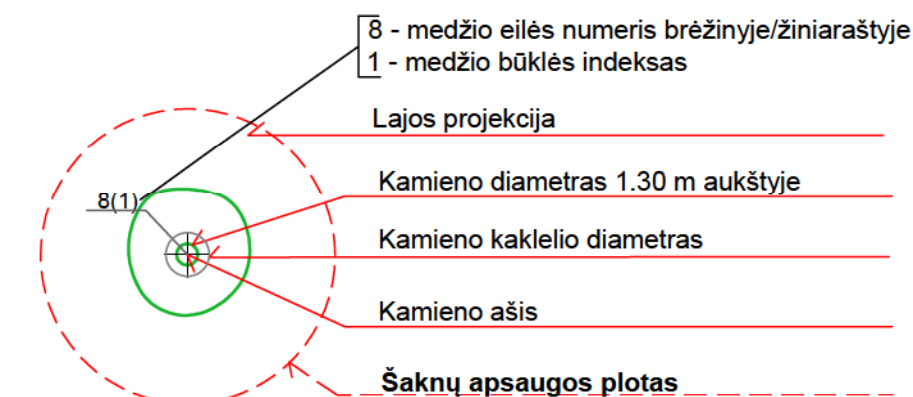 8 - medžio eilės numeris brėžinyje/žiniaraštyje
1 - medžio būklės indeksas
Lajos projekcija
Kamieno diametras 1.30 m aukštyje
8(1)
Kamieno kaklelio diametras
Kamieno ašis
Šaknų apsaugos plotas